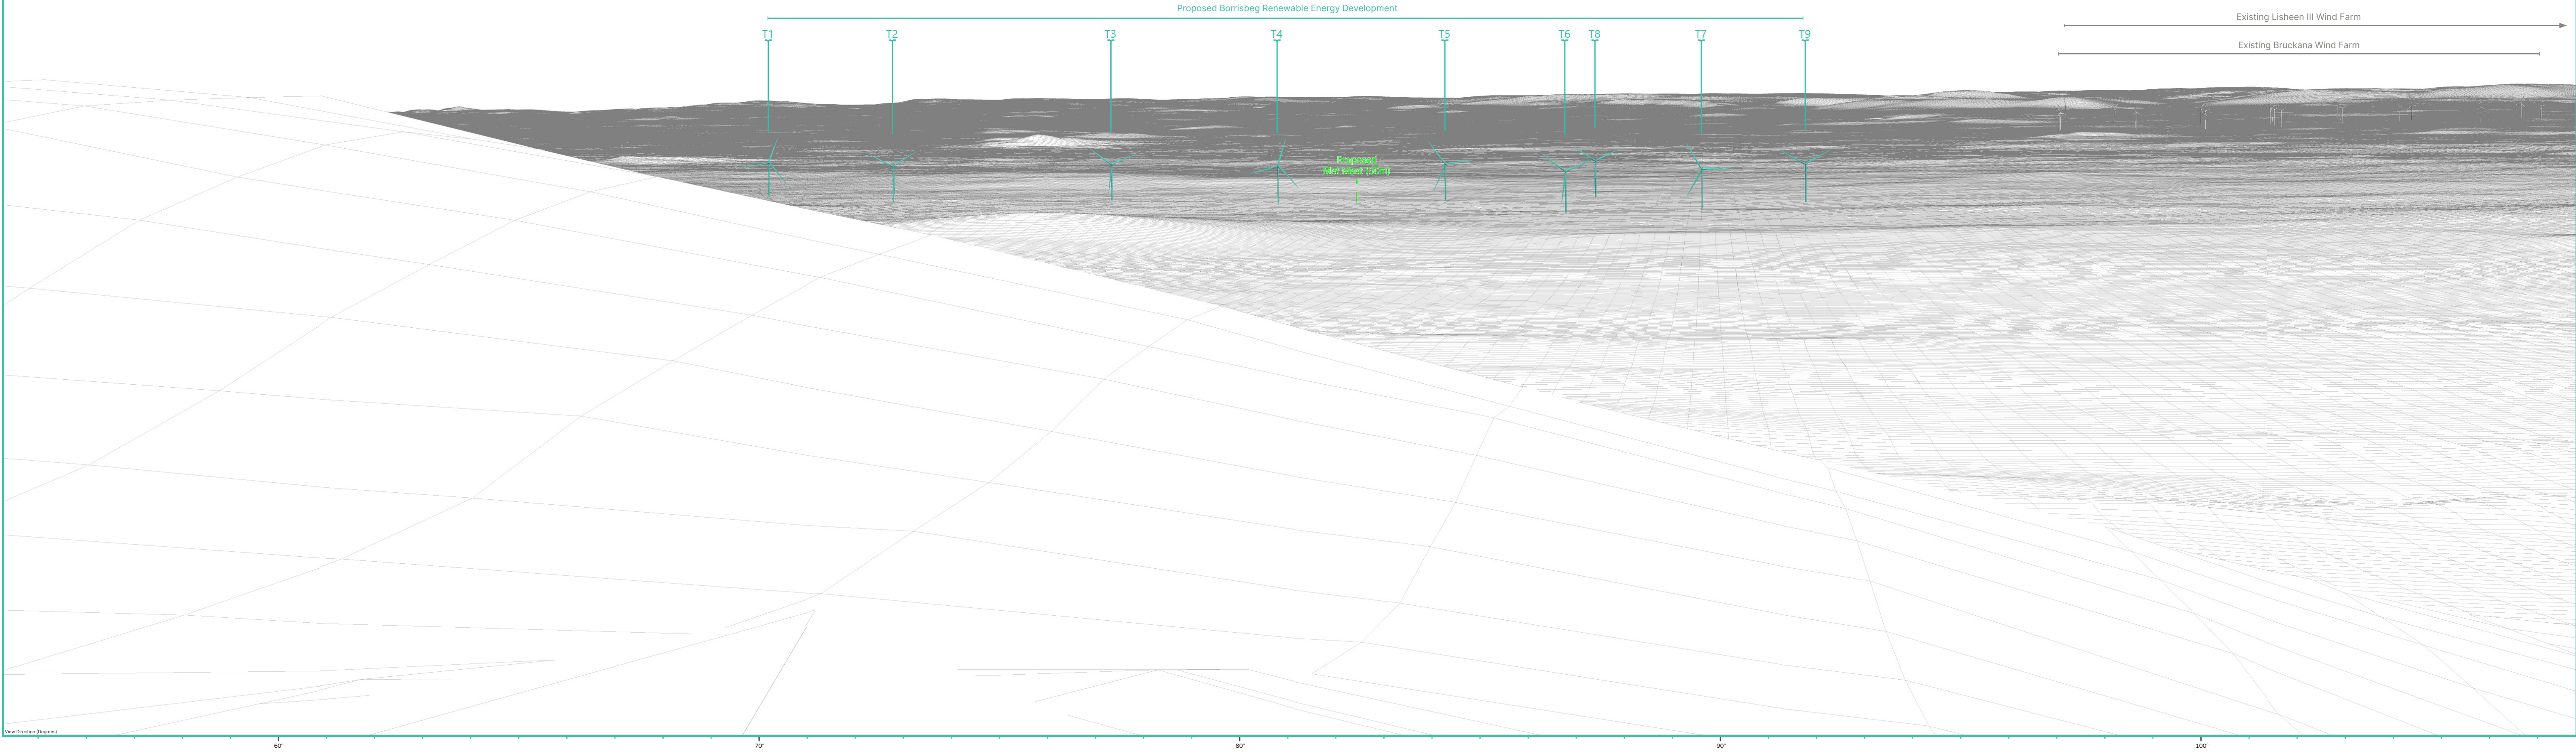 Proposed Borrisbeg Renewable Energy Development
Existing Lisheen III Wind Farm
Existing Bruckana Wind Farm
T1 T2 T3 T4 T5 T6 T8 T7 T9
Proposed
Met Mast (30m)
View Direction (Degrees)
60° 70° 80° 90° 100°